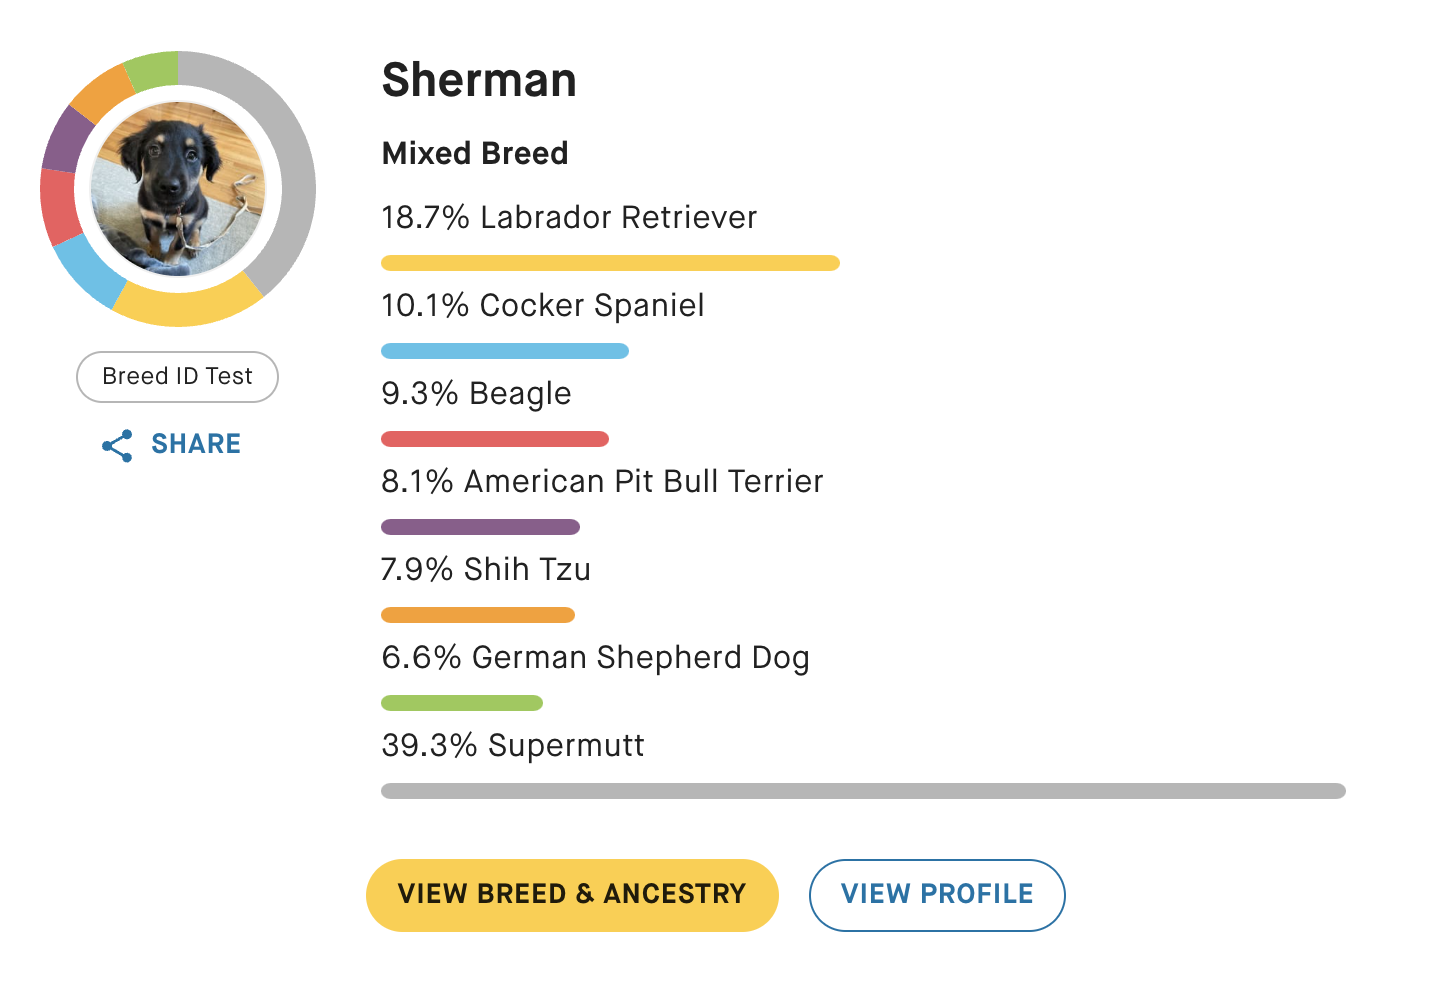 Sherman
Mixed Breed
18.7% Labrador Retriever
10.1% Cocker Spaniel
9.3% Beagle
8.1% American Pit Bull Terrier
7.9% Shih Tzu
6.6% German Shepherd Dog
39.3% Supermutt
Breed ID Test
SHARE
VIEW BREED & ANCESTRY
VIEW PROFILE